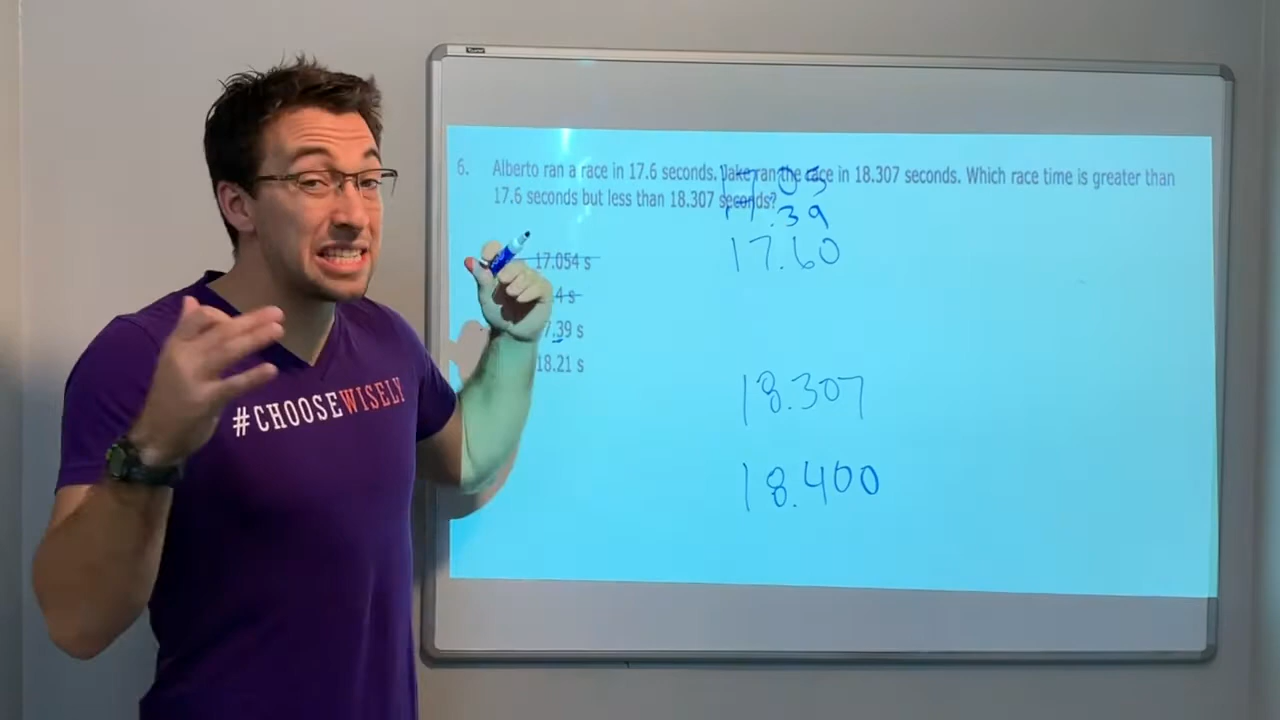 6. Alberto ran a race in 17.6 seconds. Jake ran the race in 18.307 seconds. Which race time is greater than
17.6 seconds but less than 18.307 seconds?
17.05
17.39
17.60
17.054 s
.4 s
7.39 s
18.21 s
18.307
18.400
#CHOOSEWISELY